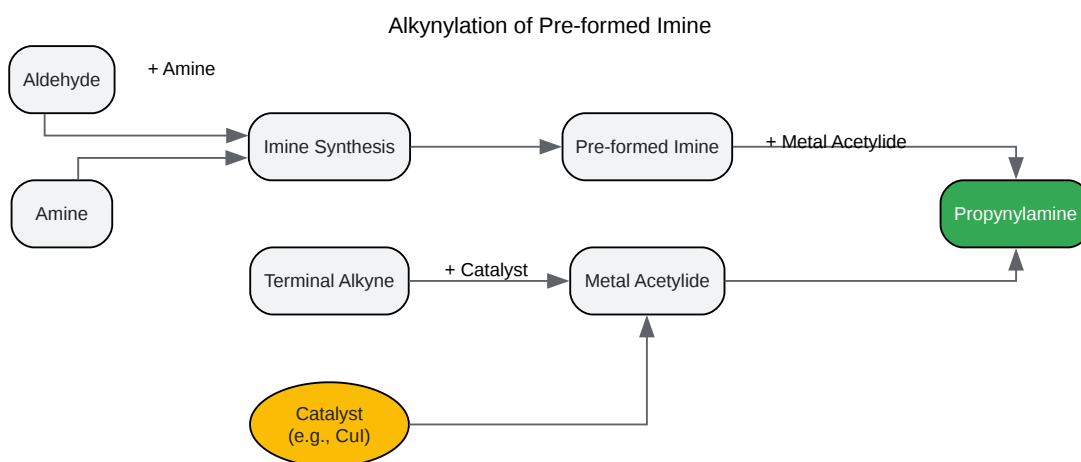 Alkynylation of Pre-formed Imine
Aldehyde
+ Amine
Imine Synthesis
Pre-formed Imine
+ Metal Acetylide
Amine
Propynylamine
Terminal Alkyne
+ Catalyst
Metal Acetylide
Catalyst
(e.g., CuI)